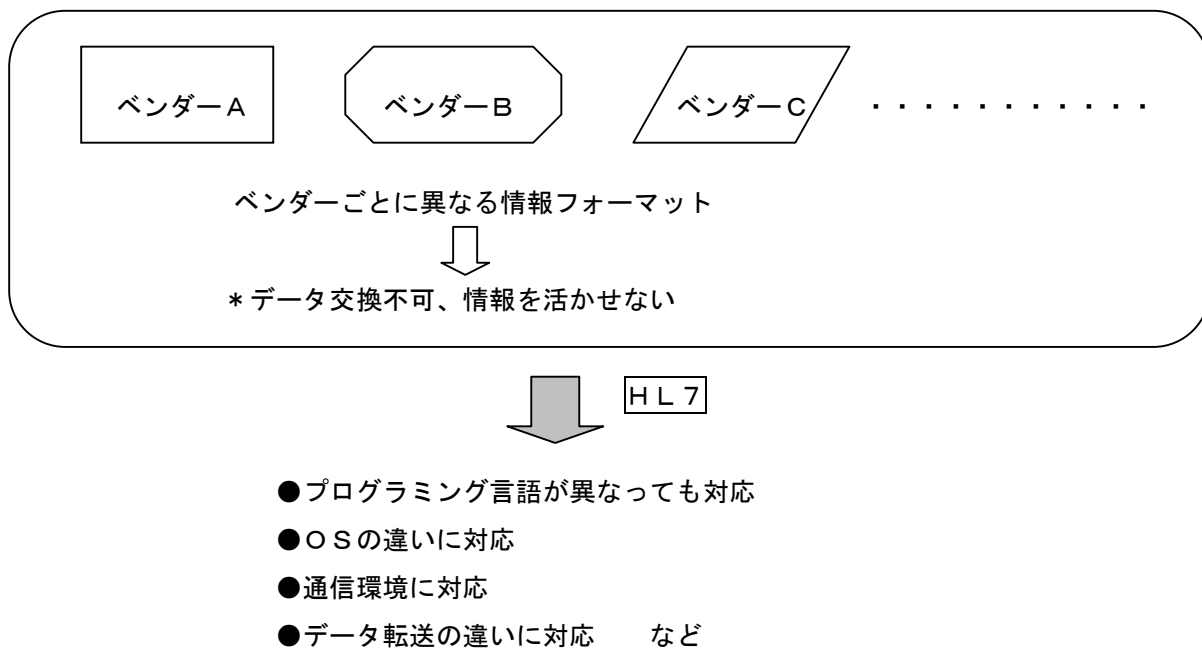 ベンダーA ベンダーB ベンダーC ・・・・・・・・・・・
ベンダーごとに異なる情報フォーマット
＊データ交換不可、情報を活かせない
ＨＬ７
●プログラミング言語が異なっても対応
●ＯＳの違いに対応
●通信環境に対応
●データ転送の違いに対応　　など